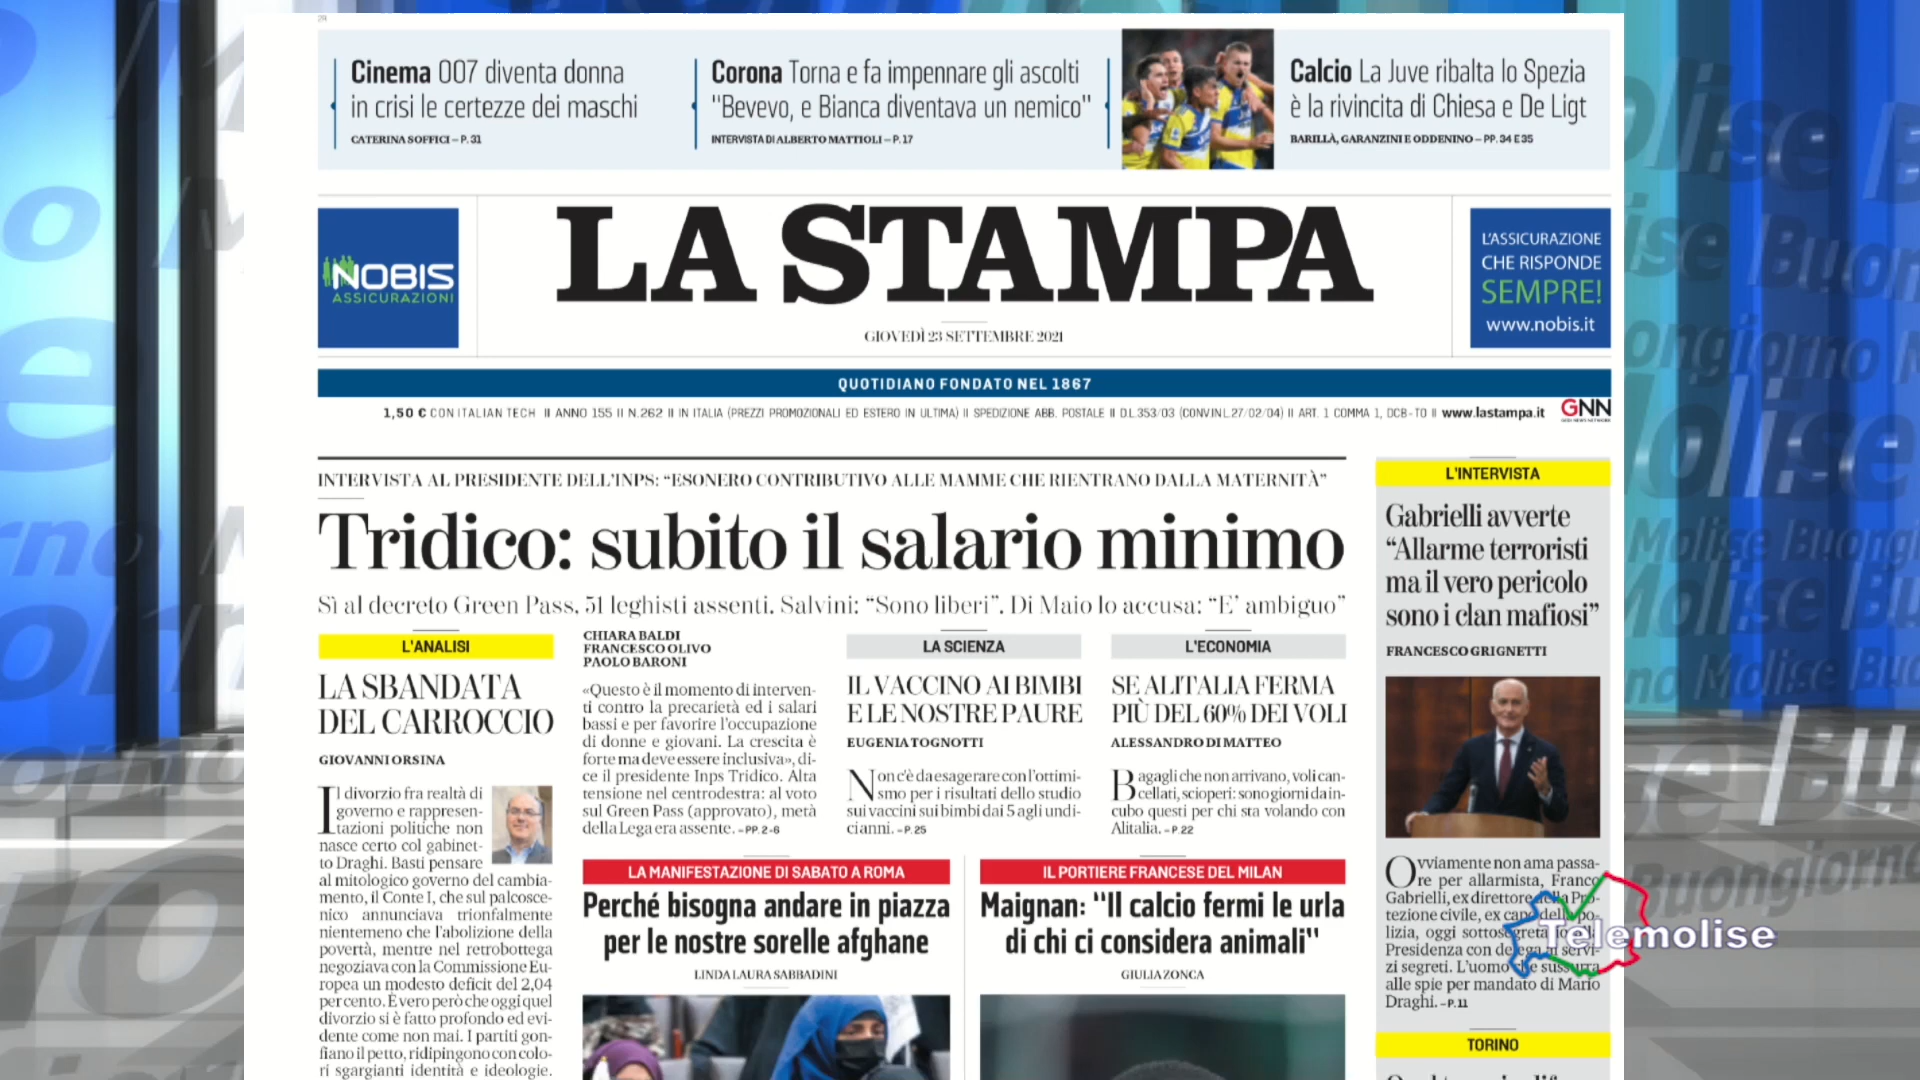 Cinema 007 diventa donna
in crisi le certezze dei maschi
CATERINA SOFFICI – P. 31
Corona Torna e fa impennare gli ascolti
"Bevevo, e Bianca diventava un nemico"
INTERVISTA DI ALBERTO MATTIOLI – P. 17
Calcio La Juve ribalta lo Spezia
è la rivincita di Chiesa e De Ligt
BARILLÀ, GARANZINI E ODDENINO – PP. 34 E 35
NOBIS
ASSICURAZIONI
LA STAMPA
GIOVEDÌ 23 SETTEMBRE 2021
L'ASSICURAZIONE
CHE RISPONDE
SEMPRE!
www.nobis.it
QUOTIDIANO FONDATO NEL 1867
1,50 € CON ITALIAN TECH II ANNO 155 II N.262 II IN ITALIA (PREZZI PROMOZIONALI ED ESTERO IN ULTIMA) II SPEDIZIONE ABB. POSTALE II D.L.353/03 (CONV.IN L.27/02/04) II ART. 1 COMMA 1, DCB-TO II www.lastampa.it
GNN
INTERVISTA AL PRESIDENTE DELL'INPS: “ESONERO CONTRIBUTIVO ALLE MAMME CHE RIENTRANO DALLA MATERNITÀ”
Tridico: subito il salario minimo
Sì al decreto Green Pass, 51 leghisti assenti. Salvini: “Sono liberi”. Di Maio lo accusa: “E' ambiguo”
L'ANALISI
LA SBANDATA
DEL CARROCCIO
GIOVANNI ORSINA
Il divorzio fra realtà di
governo e rappresen-
tazioni politiche non
nasce certo col gabinet-
to Draghi. Basti pensare
al mitologico governo del cambia-
mento, il Conte I, che sul palcosce-
nico annunciava trionfalmente
nientemeno che l'abolizione della
povertà, mentre nel retrobottega
negoziava con la Commissione Eu-
ropea un modesto deficit del 2,04
per cento. È vero però che oggi quel
divorzio si è fatto profondo ed evi-
dente come non mai. I partiti gon-
fiano il petto, ridipingono con colo-
ri sgargianti identità e ideologie.
CHIARA BALDI
FRANCESCO OLIVO
PAOLO BARONI
«Questo è il momento di interven-
ti contro la precarietà ed i salari
bassi e per favorire l'occupazione
di donne e giovani. La crescita è
forte ma deve essere inclusiva», di-
ce il presidente Inps Tridico. Alta
tensione nel centrodestra: al voto
sul Green Pass (approvato), metà
della Lega era assente. – PP. 2-6
LA SCIENZA
IL VACCINO AI BIMBI
E LE NOSTRE PAURE
EUGENIA TOGNOTTI
Non c'è da esagerare con l'ottimi-
smo per i risultati dello studio
sui vaccini sui bimbi dai 5 agli undi-
ci anni. – P. 25
L'ECONOMIA
SE ALITALIA FERMA
PIÙ DEL 60% DEI VOLI
ALESSANDRO DI MATTEO
Bagagli che non arrivano, voli can-
cellati, scioperi: sono giorni da in-
cubo questi per chi sta volando con
Alitalia. – P. 22
LA MANIFESTAZIONE DI SABATO A ROMA
Perché bisogna andare in piazza
per le nostre sorelle afghane
LINDA LAURA SABBADINI
IL PORTIERE FRANCESE DEL MILAN
Maignan: "Il calcio fermi le urla
di chi ci considera animali"
GIULIA ZONCA
L'INTERVISTA
Gabrielli avverte
“Allarme terroristi
ma il vero pericolo
sono i clan mafiosi”
FRANCESCO GRIGNETTI
Ovviamente non ama passa-
re per allarmista, Franco
Gabrielli, ex direttore della Pro-
tezione civile, ex capo della po-
lizia, oggi sottosegretario alla
Presidenza con delega ai servi-
zi segreti. L'uomo che sussurra
alle spie per mandato di Mario
Draghi. – P. 11
TORINO
Telemolise